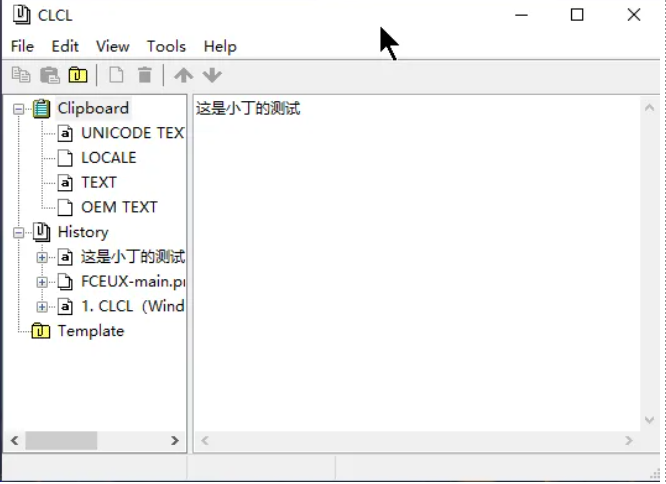 CLCL
File Edit View Tools Help
Clipboard
UNICODE TEX
LOCALE
TEXT
OEM TEXT
History
这是小丁的测试
FCEUX-main.pr
1. CLCL（Wind
Template
这是小丁的测试